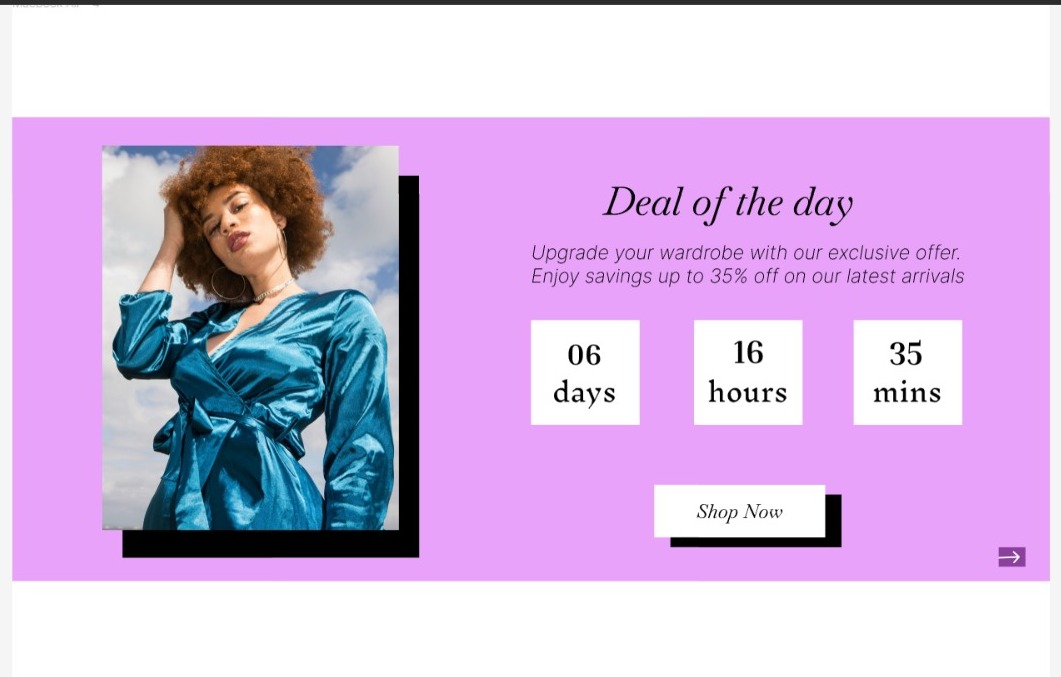 Deal of the day
Upgrade your wardrobe with our exclusive offer.
Enjoy savings up to 35% off on our latest arrivals
06
days
16
hours
35
mins
Shop Now